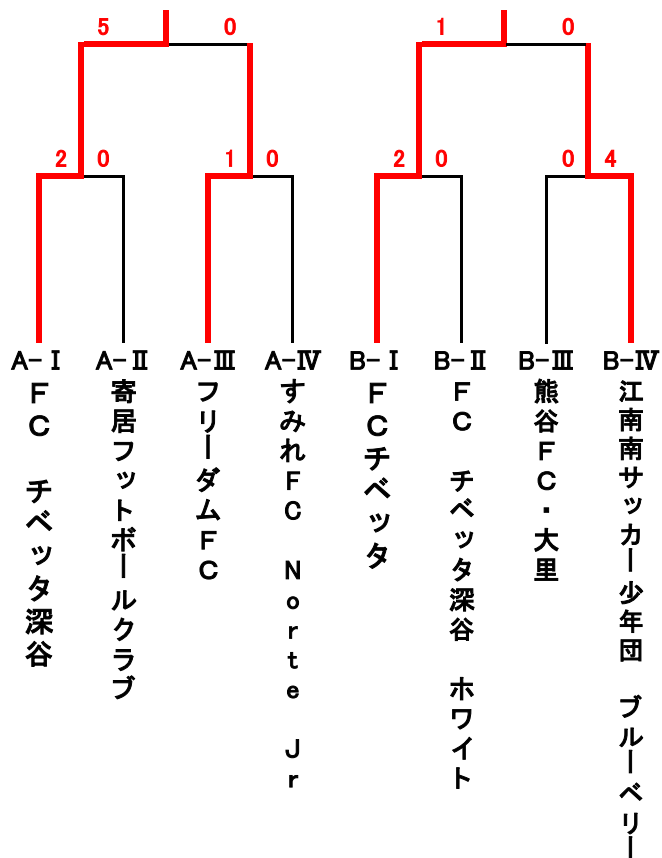 5 0 1 0
2 0 1 0 2 0 0 4
A-Ⅰ A-Ⅱ A-Ⅲ A-Ⅳ B-Ⅰ B-Ⅱ B-Ⅲ B-Ⅳ
FC チベッタ深谷
寄居フットボールクラブ
フリーダムFC
すみれFC Norte Jr
FCチベッタ
FC チベッタ深谷 ホワイト
熊谷FC・大里
江南南サッカー少年団 ブルーベリー